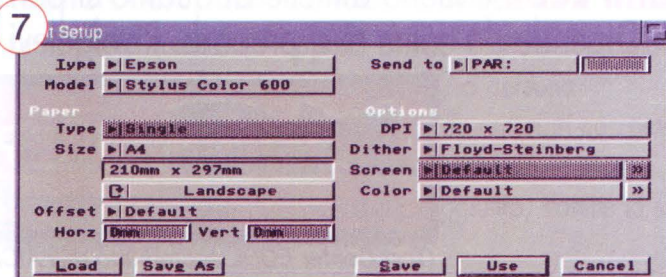 7
t Setup
Type Epson
Send to PAR:
Model Stylus Color 600
Paper
Options
Type Single
DPI 720 x 720
Size A4
Dither Floyd-Steinberg
210mm x 297mm
Screen Default
Landscape
Color Default
Offset Default
Horz 0mm Vert 0mm
Load Save As Save Use Cancel